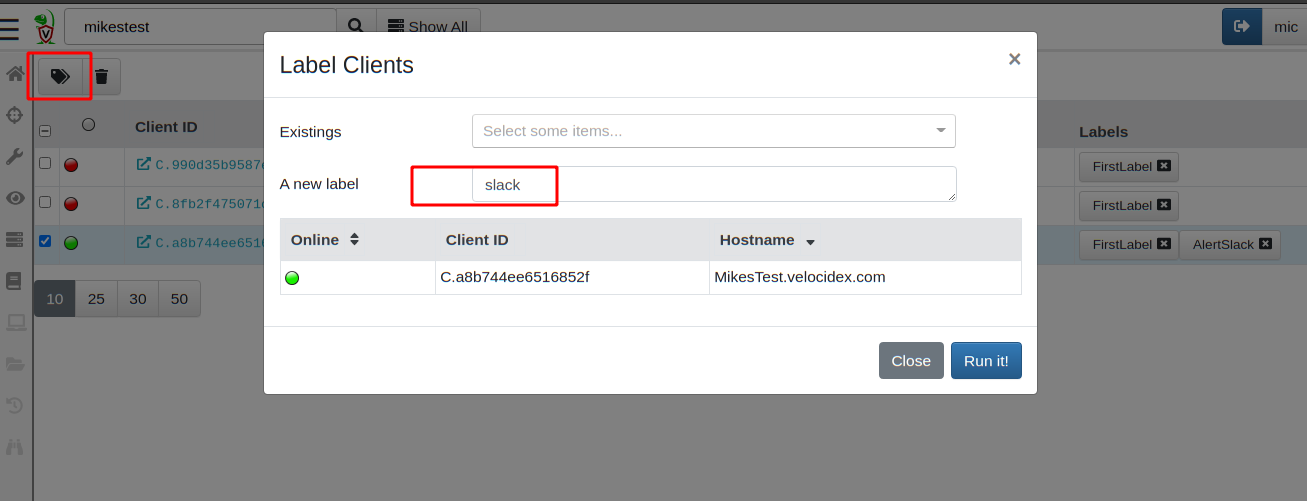 mikestest
Show All
mic
Label Clients
×
Client ID
Existings
Select some items...
Labels
C.990d35b9587
FirstLabel
A new label
slack
C.8fb2f475071
FirstLabel
Online
Client ID
Hostname
C.a8b744ee6516
FirstLabel
AlertSlack
C.a8b744ee6516852f
MikesTest.velocidex.com
10 25 30 50
Close
Run it!